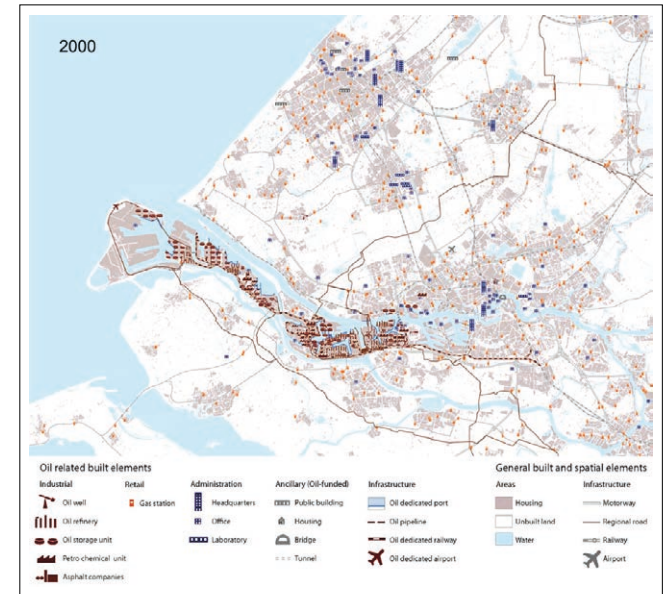 2000
Oil related built elements
General built and spatial elements
Industrial
Oil well
Oil refinery
Oil storage unit
Petro-chemical unit
Asphalt companies
Retail
Gas station
Administration
Headquarters
Office
Laboratory
Ancillary (Oil-funded)
Public building
Housing
Bridge
Tunnel
Infrastructure
Oil dedicated port
Oil pipeline
Oil dedicated railway
Oil dedicated airport
Areas
Housing
Unbuilt land
Water
Infrastructure
Motorway
Regional road
Railway
Airport